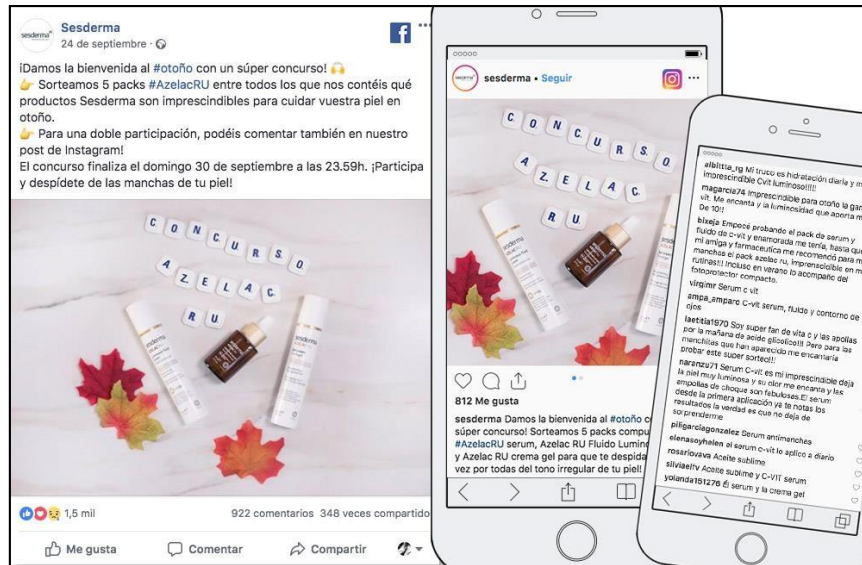 Sesderma
24 de septiembre
¡Damos la bienvenida al #otoño con un súper concurso! 🙌
👉 Sorteamos 5 packs #AzelacRU entre todos los que nos contéis qué
productos Sesderma son imprescindibles para cuidar vuestra piel en
otoño.
👉 Para una doble participación, podéis comentar también en nuestro
post de Instagram!
El concurso finaliza el domingo 30 de septiembre a las 23.59h. ¡Participa
y despídete de las manchas de tu piel!
CONCURSO
AZELAC
RU
sesderma
sesderma
1,5 mil
922 comentarios 348 veces compartido
Me gusta
Comentar
Compartir
sesderma • Seguir
CONCURSO
AZELAC
RU
sesderma
812 Me gusta
sesderma Damos la bienvenida al #otoño
súper concurso! Sorteamos 5 packs
#AzelacRU serum, Azelac RU Fluido
y Azelac RU crema gel para que te
vez por todas del tono irregular de tu piel!
albittta_rg Mi truco es hidratación diaria y
imprescindible Cvit luminoso!!!!!
magarcia74 Imprescindible para otoño la
vit. Me encanta y la luminosidad que aporta
De 10!!
bixeja Empecé probando el pack de serum y
fluido de c-vit y enamorada me tenía, hasta que
mi amiga y farmaceutica me recomendó para
manchas el pack azelac ru, imprescindible en
rutinas!!! Incluso en verano lo acompaño del
fotoprotector compacto.
virgimr Serum c vit
ampa_amparo C-vit serum, fluido y contorno de
ojos
laetitia1970 Soy super fan de vita c y las apollas
por la mañana de acide glicolico!!! Pero para las
manchitas que han aparecido me encantaria
probar este super sorteo!!!
naranzu71 Serum C-vit es mi imprescindible deja
la piel muy luminosa y su olor me encanta y las
ampollas de choque son fabulosas.El serum
desde la primera aplicación ya te notas los
resultados la verdad es que no deja de
sorprenderme
piligarciagonzalez Serum antimanches
elenasoyhelen el serum c-vit lo aplico a diario
rosariovava Aceite sublime
Aceite sublime y C-VIT serum
yolanda151276 El serum y la crema gel